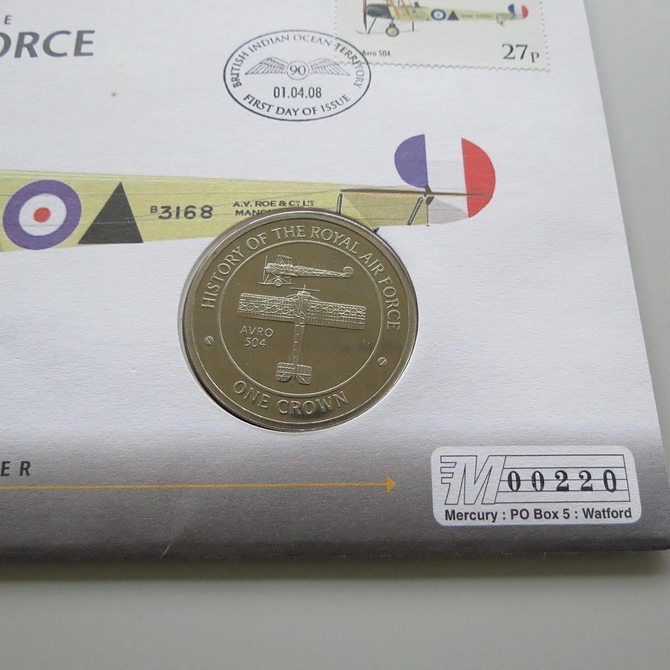 E
ORCE
Avro 504
27P
BRITISH INDIAN OCEAN TERRITORY
90
01.04.08
FIRST DAY OF ISSUE
B3168
A.V. ROE & Co LTD
HISTORY OF THE ROYAL AIR FORCE
AVRO
504
ONE CROWN
ER
M 00220
Mercury : PO Box 5 : Watford